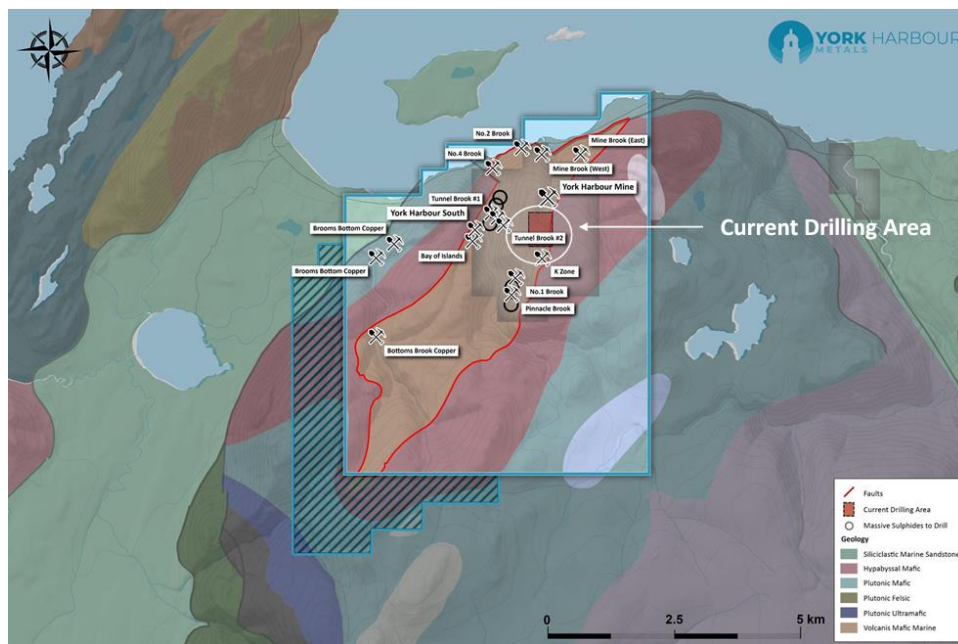 YORK HARBOUR
METALS
No.2 Brook
Mine Brook (East)
No.4 Brook
Mine Brook (West)
York Harbour Mine
Tunnel Brook #1
York Harbour South
Current Drilling Area
Brooms Bottom Copper
Tunnel Brook #2
Bay of Islands
Brooms Bottom Copper
K Zone
No.1 Brook
Pinnacle Brook
Bottoms Brook Copper
Faults
Current Drilling Area
Massive Sulphides to Drill
Geology
Siliciclastic Marine Sandstone
Hypabyssal Mafic
Plutonic Mafic
Plutonic Felsic
Plutonic Ultramafic
Volcanis Mafic Marine
0 2.5 5 km